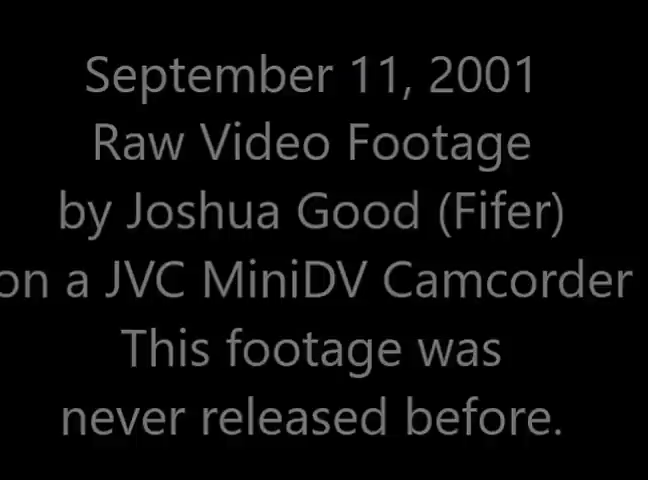 September 11, 2001
Raw Video Footage
by Joshua Good (Fifer)
on a JVC MiniDV Camcorder
This footage was
never released before.